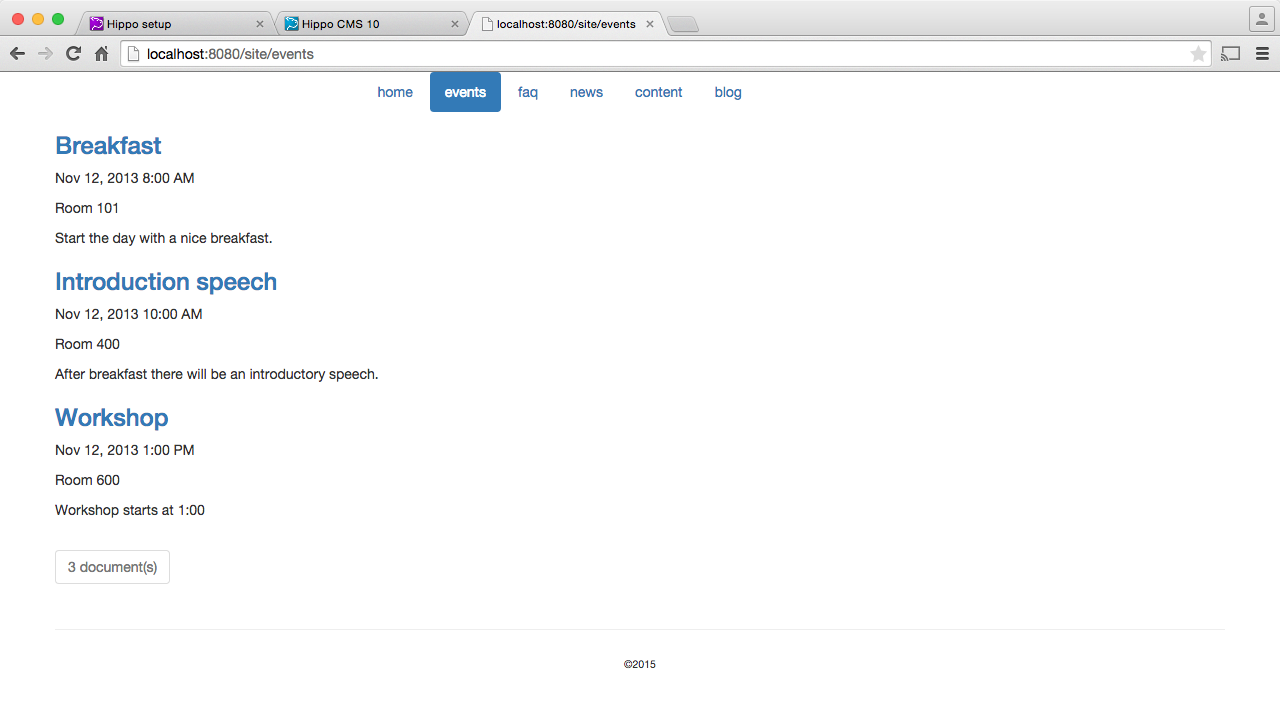 Hippo setup
Hippo CMS 10
localhost:8080/site/events
localhost:8080/site/events
home events faq news content blog
Breakfast
Nov 12, 2013 8:00 AM
Room 101
Start the day with a nice breakfast.
Introduction speech
Nov 12, 2013 10:00 AM
Room 400
After breakfast there will be an introductory speech.
Workshop
Nov 12, 2013 1:00 PM
Room 600
Workshop starts at 1:00
3 document(s)
©2015